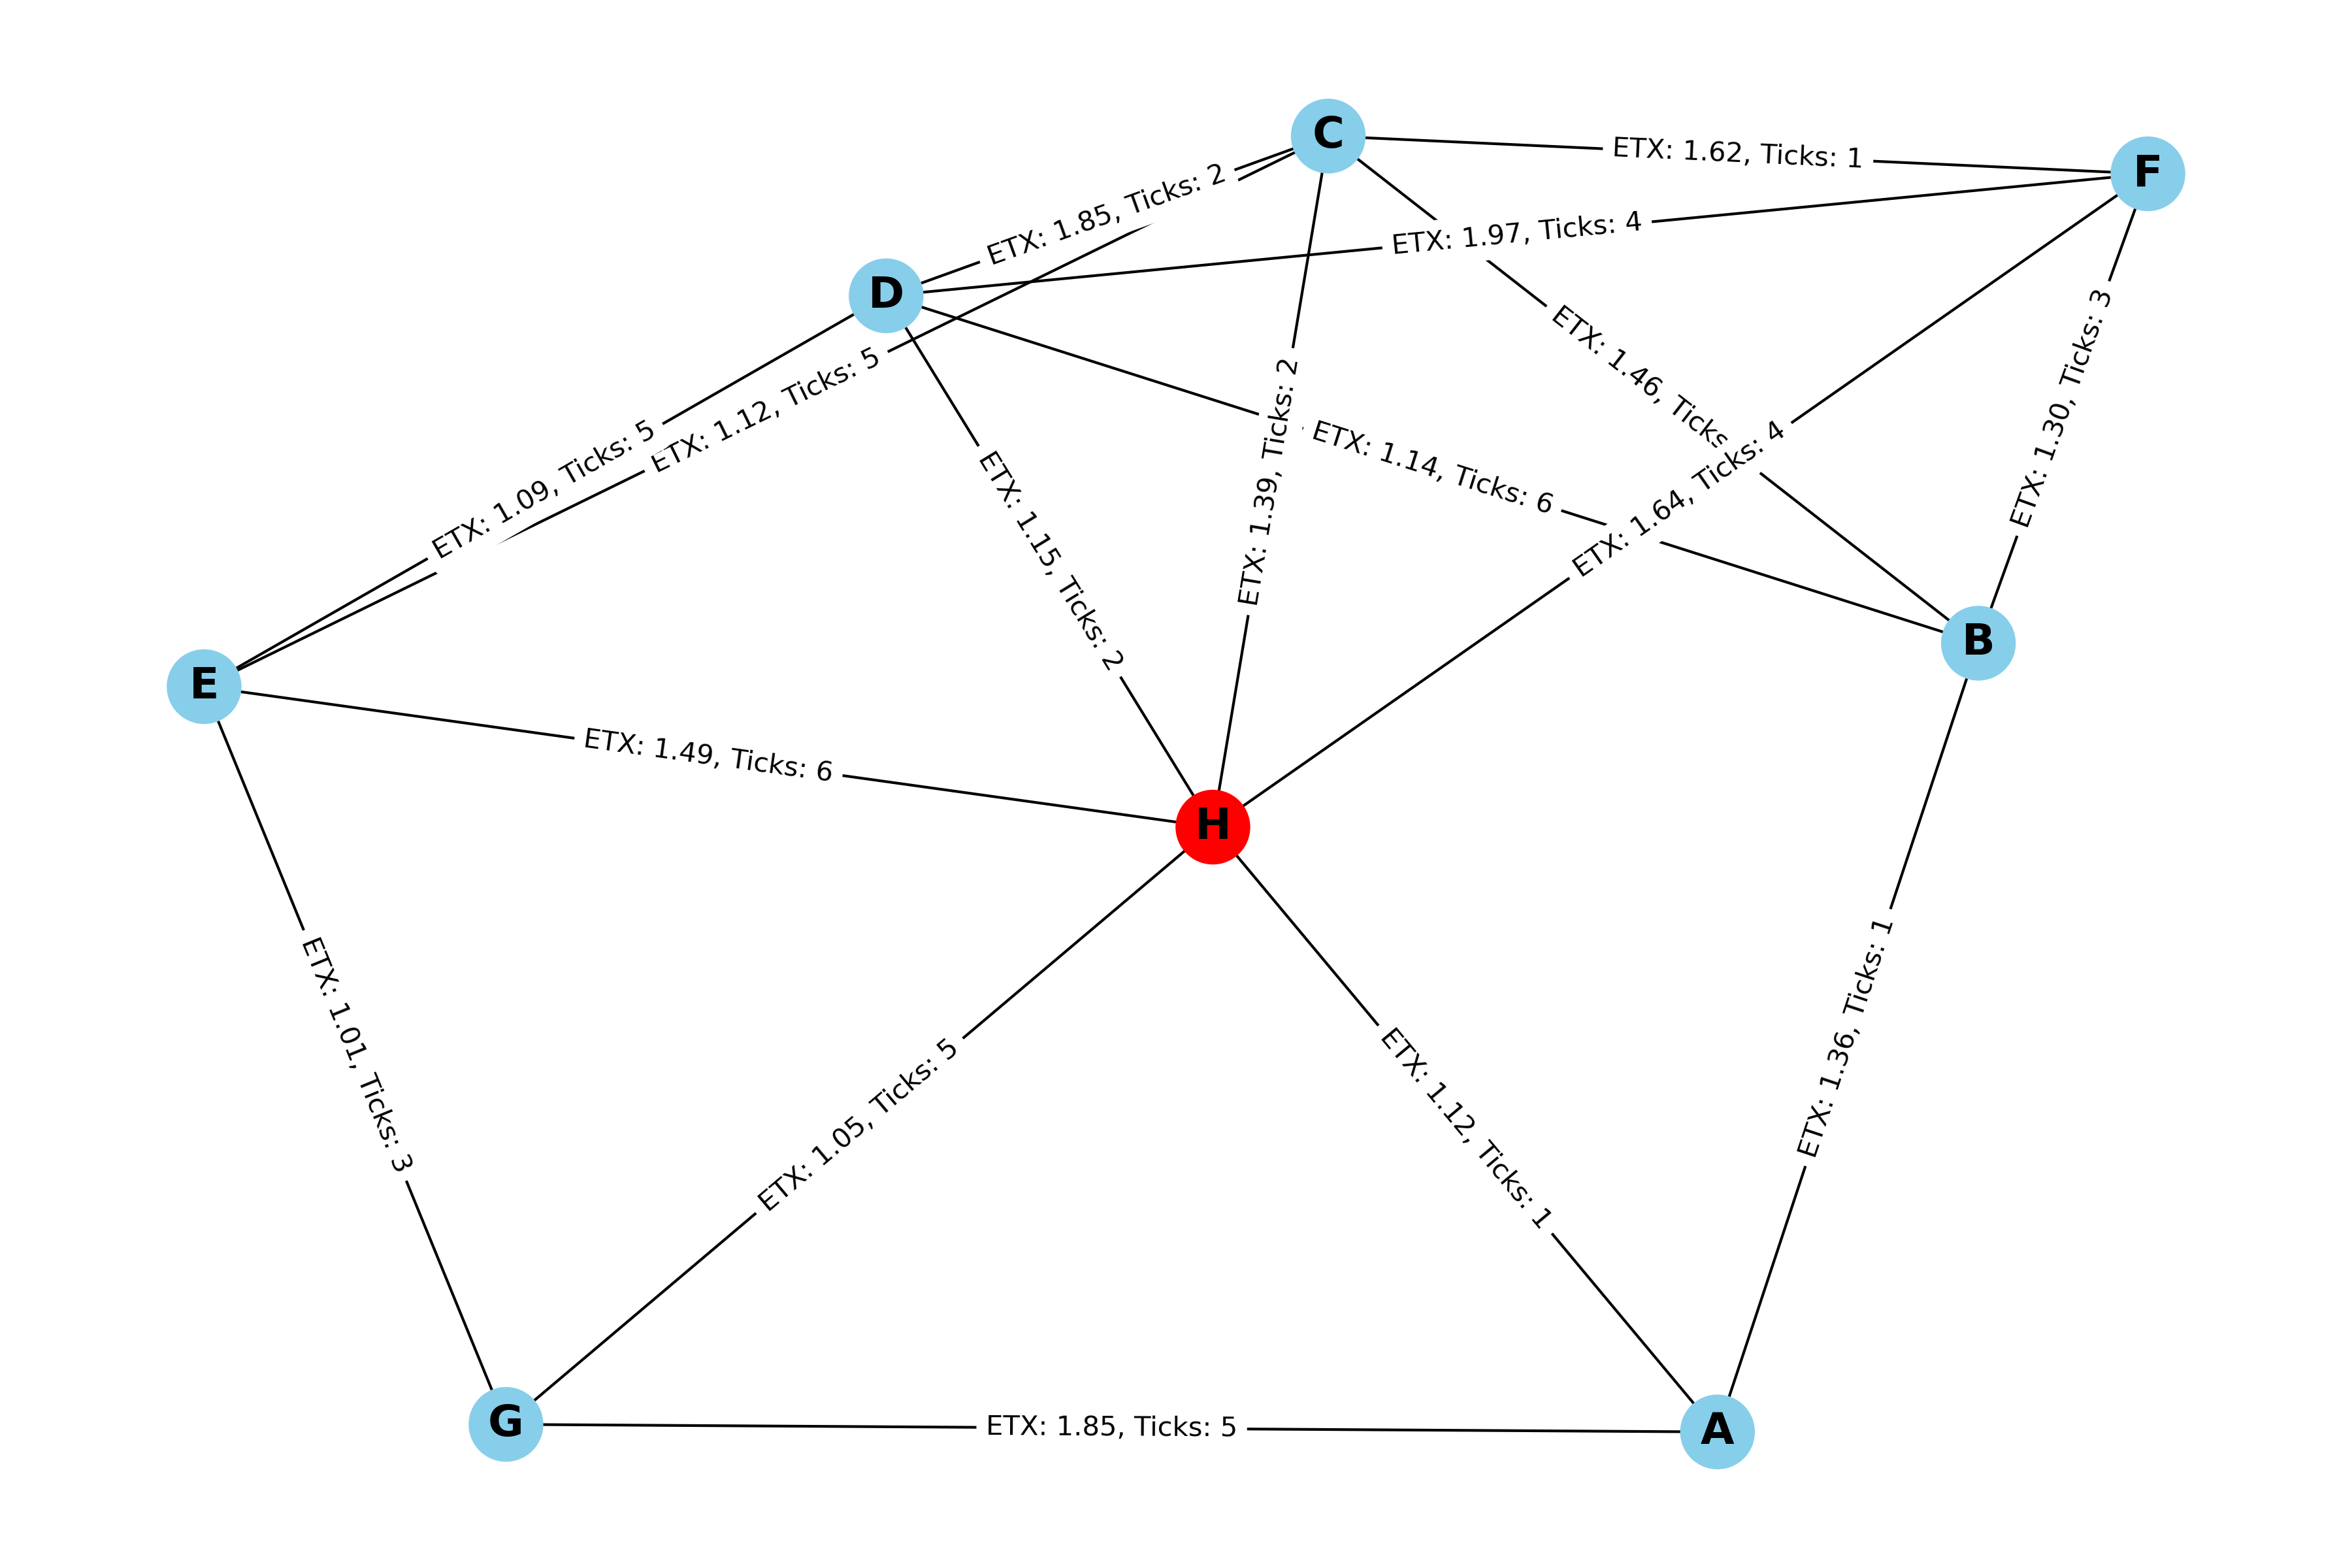 C
F
D
E
B
H
G
A
ETX: 1.62, Ticks: 1
ETX: 1.85, Ticks: 2
ETX: 1.97, Ticks: 4
ETX: 1.46, Ticks
ETX: 1.30, Ticks: 3
ETX: 1.12, Ticks: 5
ETX: 1.09, Ticks: 5
ETX: 1.39, Ticks: 2
ETX: 1.14, Ticks: 6
ETX: 1.64, Ticks: 4
ETX: 1.15, Ticks: 2
ETX: 1.49, Ticks: 6
ETX: 1.01, Ticks: 3
ETX: 1.05, Ticks: 5
ETX: 1.12, Ticks: 1
ETX: 1.36, Ticks: 1
ETX: 1.85, Ticks: 5